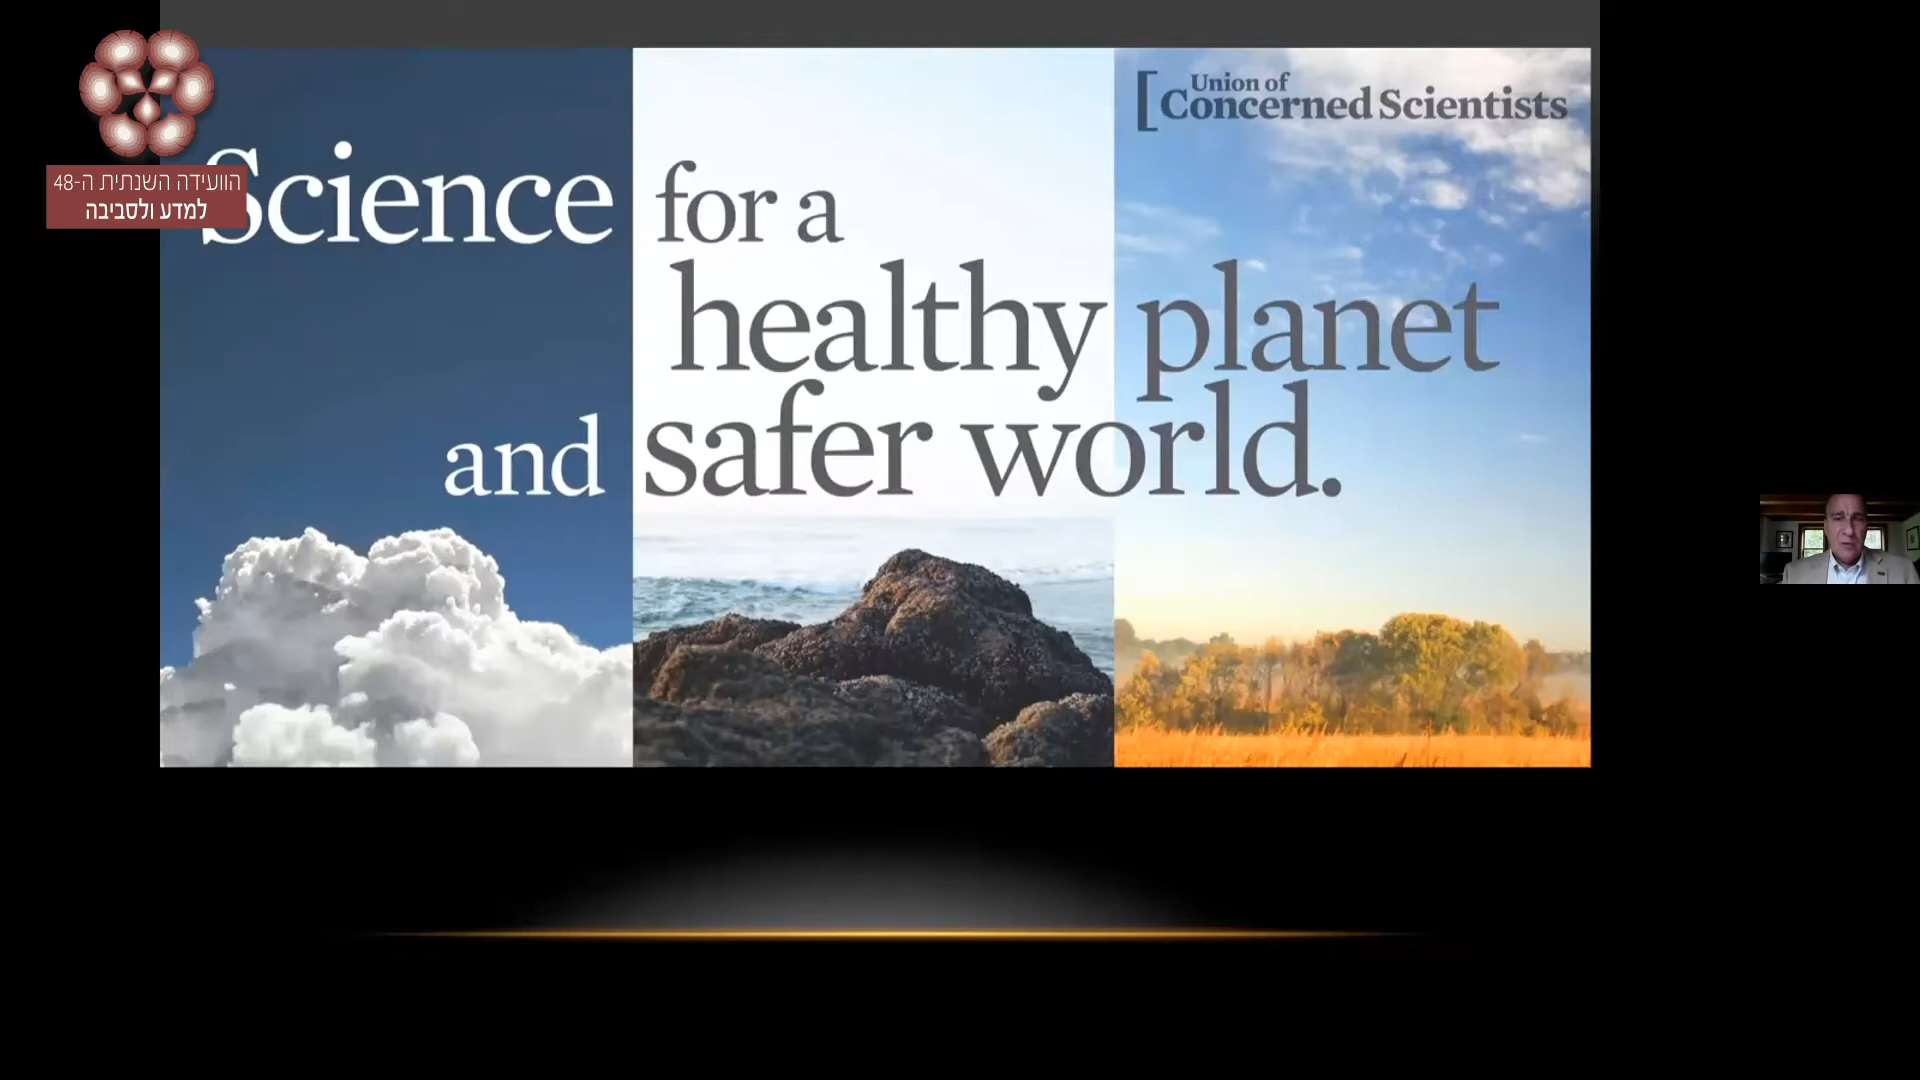 הוועידה השנתית ה-48
למדע ולסביבה
Union of
Concerned Scientists
Science for a
healthy planet
and safer world.